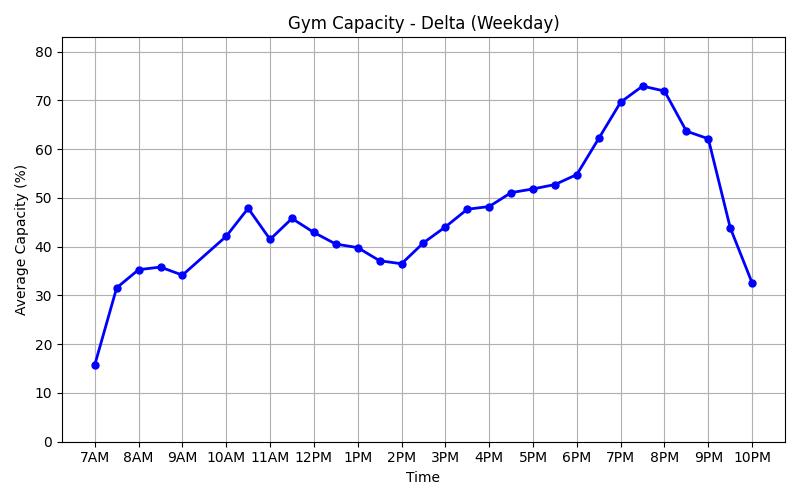 Gym Capacity - Delta (Weekday)
Average Capacity (%)
80
70
60
50
40
30
20
10
0
7AM 8AM 9AM 10AM 11AM 12PM 1PM 2PM 3PM 4PM 5PM 6PM 7PM 8PM 9PM 10PM
Time